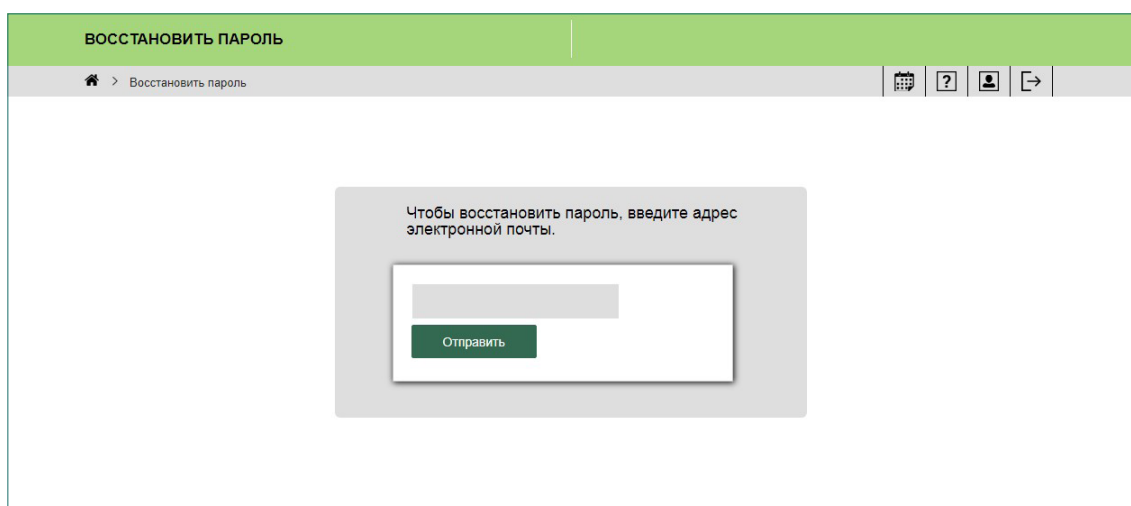 ВОССТАНОВИТЬ ПАРОЛЬ
> Восстановить пароль
?
Чтобы восстановить пароль, введите адрес
электронной почты.
Отправить